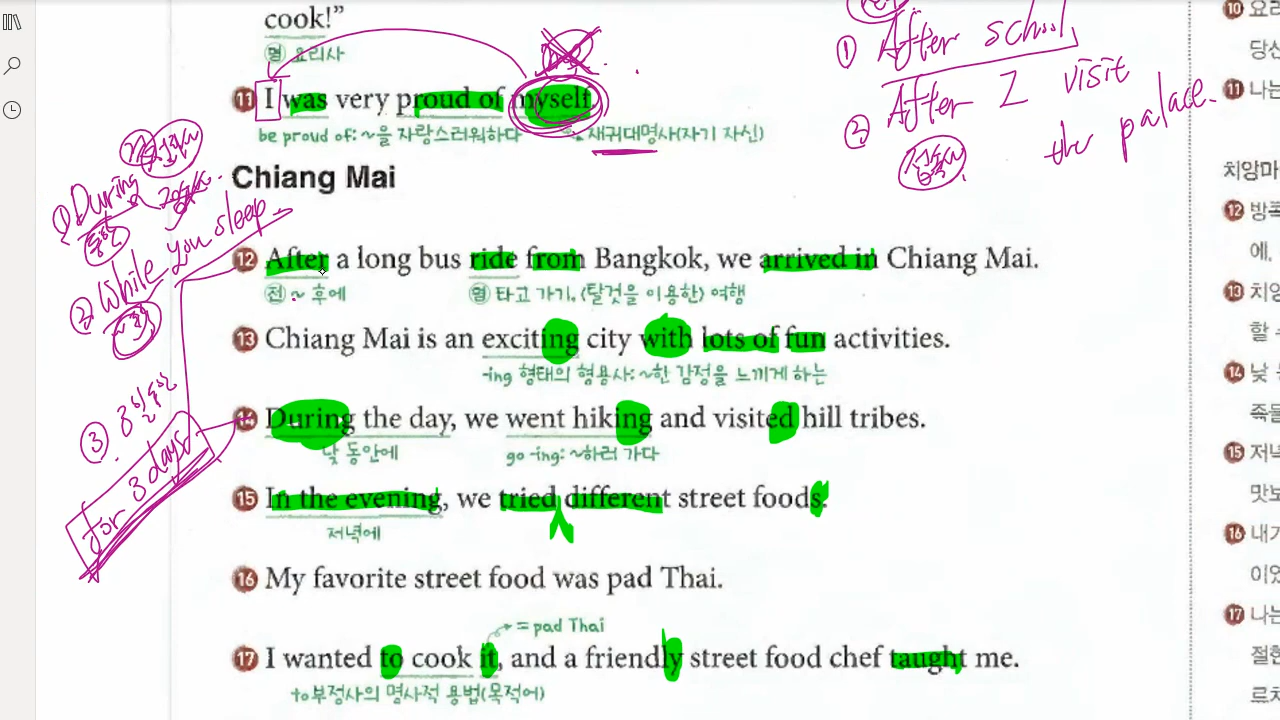 cook!”
명 요리사
⑪ I was very proud of myself.
be proud of: ~을 자랑스러워하다
재귀대명사(자기 자신)
① After school
After I visit
② the palace.
접속사
Chiang Mai
① During
동안
② While you sleep
⑫ After a long bus ride from Bangkok, we arrived in Chiang Mai.
전 ~ 후에
명 타고 가기, (탈것을 이용한) 여행
⑬ Chiang Mai is an exciting city with lots of fun activities.
-ing 형태의 형용사: ~한 감정을 느끼게 하는
③ 3일동안
for 3 days
⑭ During the day, we went hiking and visited hill tribes.
낮 동안에
go -ing: ~하러 가다
⑮ In the evening, we tried different street foods.
저녁에
⑯ My favorite street food was pad Thai.
= pad Thai
⑰ I wanted to cook it, and a friendly street food chef taught me.
to부정사의 명사적 용법(목적어)
⑩
당신
⑪ 나는
치앙마
⑫ 방콕
에,
⑬ 치앙
할 수
⑭ 낮
족을
⑮ 저녁
맛보
⑯ 내가
이었
⑰ 나는
절한
르쳐